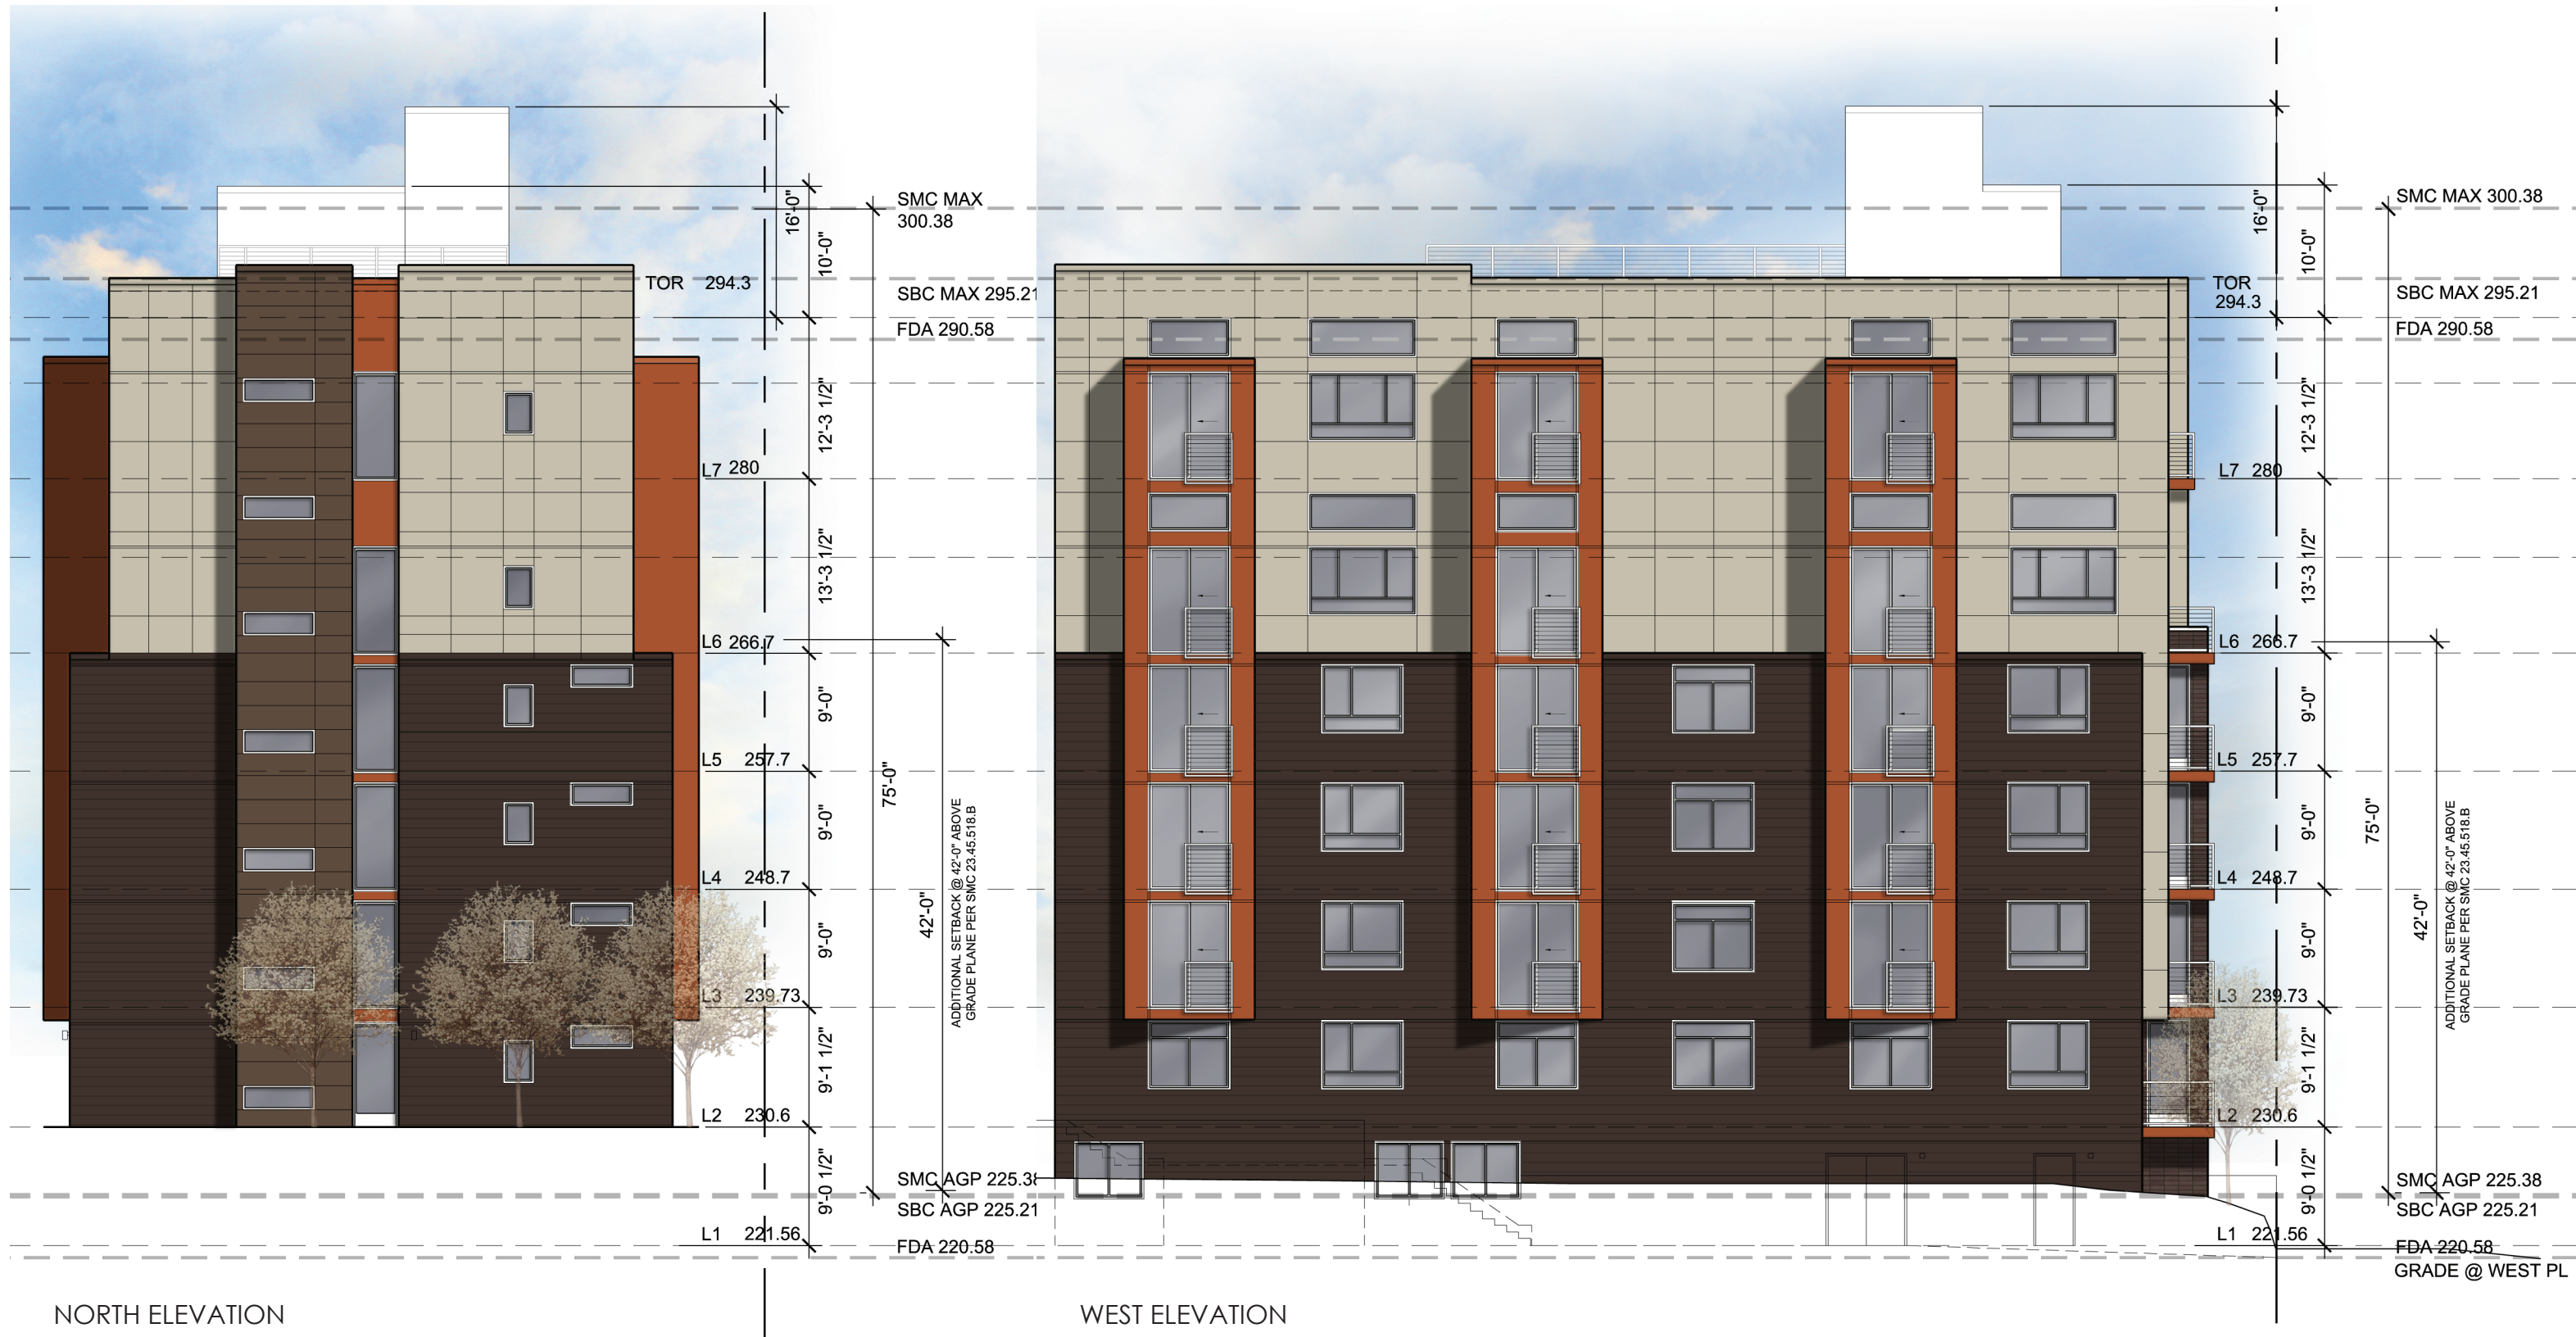 16'-0"
10'-0"
SMC MAX
300.38
TOR 294.3
SBC MAX 295.21
FDA 290.58
12'-3 1/2"
L7 280
13'-3 1/2"
L6 266.7
9'-0"
L5 257.7
75'-0"
9'-0"
ADDITIONAL SETBACK @ 42'-0" ABOVE
GRADE PLANE PER SMC 23.45.518.B
L4 248.7
42'-0"
9'-0"
L3 239.73
9'-1 1/2"
L2 230.6
9'-0 1/2"
SMC AGP 225.38
SBC AGP 225.21
L1 221.56
FDA 220.58
NORTH ELEVATION
16'-0"
10'-0"
SMC MAX 300.38
TOR
294.3
SBC MAX 295.21
FDA 290.58
12'-3 1/2"
L7 280
13'-3 1/2"
L6 266.7
9'-0"
L5 257.7
75'-0"
9'-0"
ADDITIONAL SETBACK @ 42'-0" ABOVE
GRADE PLANE PER SMC 23.45.518.B
L4 248.7
42'-0"
9'-0"
L3 239.73
9'-1 1/2"
L2 230.6
9'-0 1/2"
SMC AGP 225.38
SBC AGP 225.21
L1 221.56
FDA 220.58
GRADE @ WEST PL
WEST ELEVATION